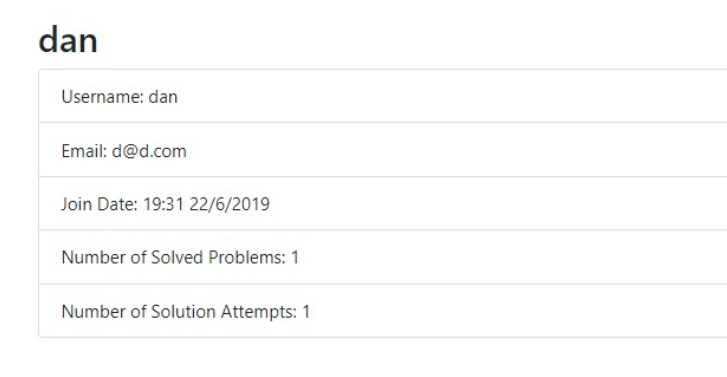 dan
Username: dan
Email: d@d.com
Join Date: 19:31 22/6/2019
Number of Solved Problems: 1
Number of Solution Attempts: 1